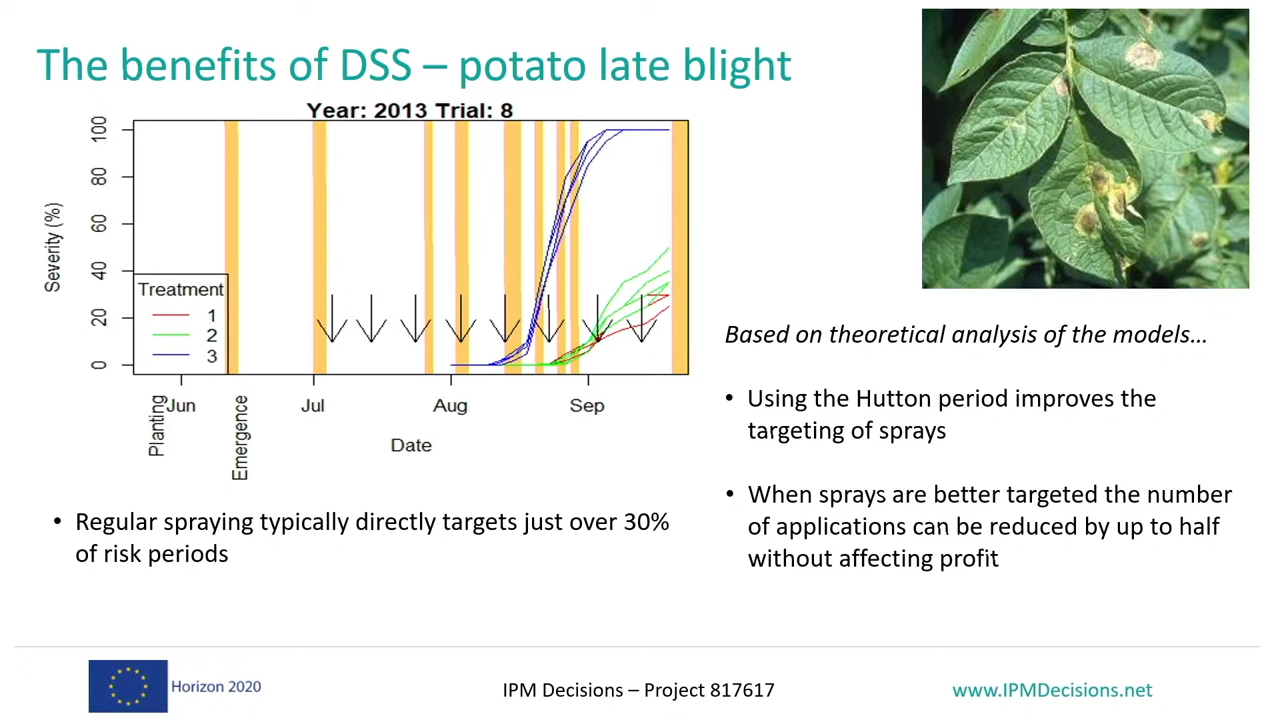 The benefits of DSS – potato late blight
Year: 2013 Trial: 8
Severity (%)
100
80
60
40
20
0
Treatment
1
2
3
Planting
Jun
Emergence
Jul
Aug
Sep
Date
Regular spraying typically directly targets just over 30%
of risk periods
Based on theoretical analysis of the models…
• Using the Hutton period improves the
targeting of sprays
• When sprays are better targeted the number
of applications can be reduced by up to half
without affecting profit
Horizon 2020
IPM Decisions – Project 817617
www.IPMDecisions.net